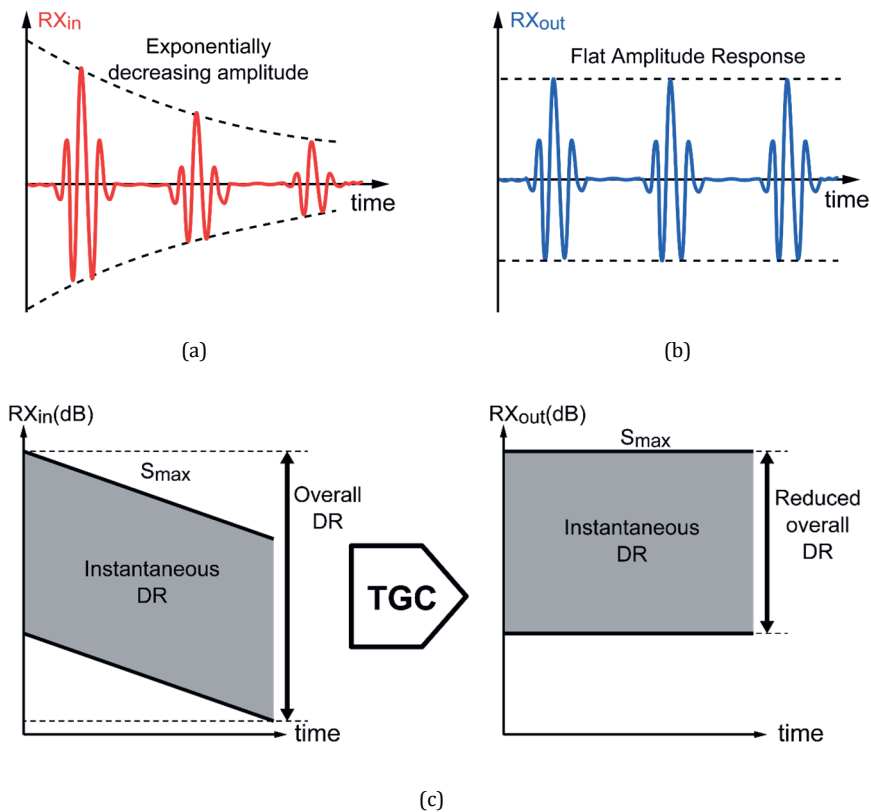 RXin
Exponentially
decreasing amplitude
time
(a)
RXout
Flat Amplitude Response
time
(b)
RXin(dB)
Smax
Overall
DR
Instantaneous
DR
time
TGC
RXout(dB)
Smax
Instantaneous
DR
Reduced
overall
DR
time
(c)